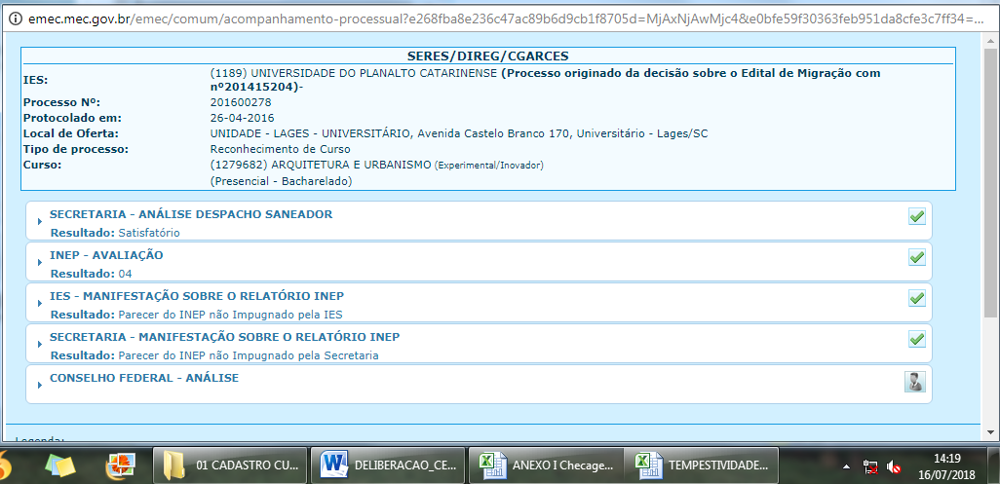 emec.mec.gov.br/emec/comum/acompanhamento-processual?e268fba8e236c47ac89b6d9cb1f8705d=MjAxNjAwMjc4&e0bfe59f30363feb951da8cfe3c7ff34=...
SERES/DIREG/CGARCES
IES: (1189) UNIVERSIDADE DO PLANALTO CATARINENSE (Processo originado da decisão sobre o Edital de Migração com
nº201415204)-
Processo Nº: 201600278
Protocolado em: 26-04-2016
Local de Oferta: UNIDADE - LAGES - UNIVERSITÁRIO, Avenida Castelo Branco 170, Universitário - Lages/SC
Tipo de processo: Reconhecimento de Curso
Curso: (1279682) ARQUITETURA E URBANISMO (Experimental/Inovador)
(Presencial - Bacharelado)
SECRETARIA - ANÁLISE DESPACHO SANEADOR
Resultado: Satisfatório
INEP - AVALIAÇÃO
Resultado: 04
IES - MANIFESTAÇÃO SOBRE O RELATÓRIO INEP
Resultado: Parecer do INEP não Impugnado pela IES
SECRETARIA - MANIFESTAÇÃO SOBRE O RELATÓRIO INEP
Resultado: Parecer do INEP não Impugnado pela Secretaria
CONSELHO FEDERAL - ANÁLISE
Legenda:
01 CADASTRO CU... DELIBERACAO_CE... ANEXO I Checage... TEMPESTIVIDADE... 14:19
16/07/2018